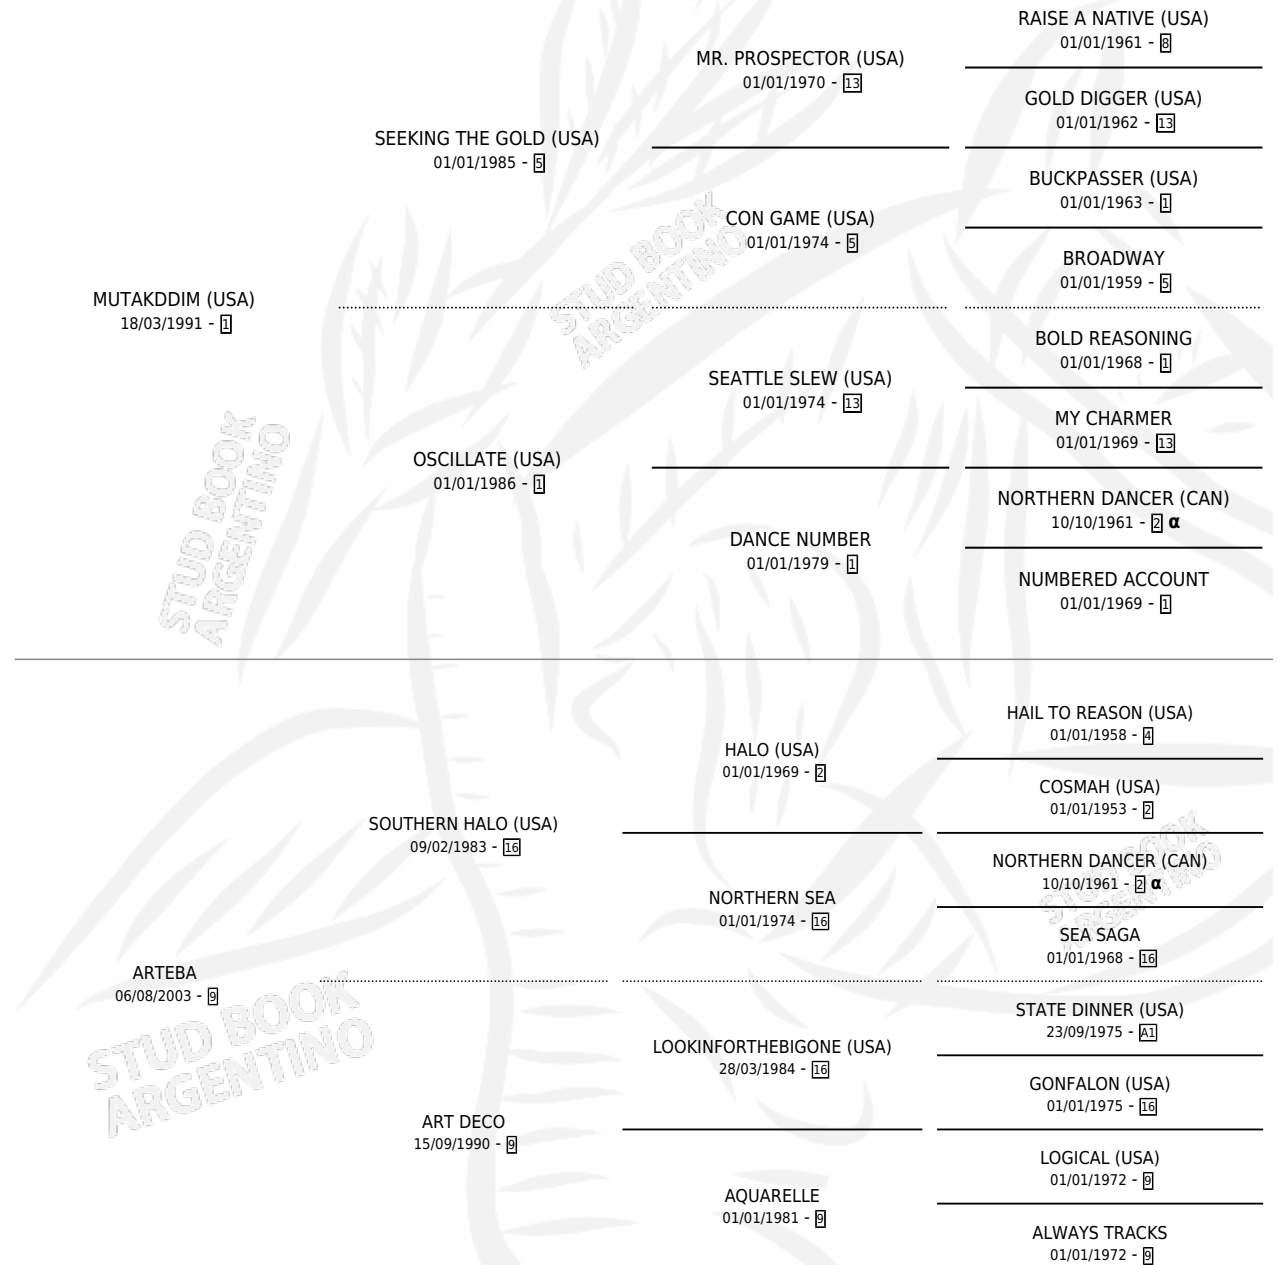 RAISE A NATIVE (USA)
01/01/1961 - 8
MR. PROSPECTOR (USA)
01/01/1970 - 13
GOLD DIGGER (USA)
01/01/1962 - 13
SEEKING THE GOLD (USA)
01/01/1985 - 5
BUCKPASSER (USA)
01/01/1963 - 1
CON GAME (USA)
01/01/1974 - 5
BROADWAY
01/01/1959 - 5
STUD BOOK
ARGENTINO
MUTAKDDIM (USA)
18/03/1991 - 1
BOLD REASONING
01/01/1968 - 1
SEATTLE SLEW (USA)
01/01/1974 - 13
MY CHARMER
01/01/1969 - 13
OSCILLATE (USA)
01/01/1986 - 1
STUD BOOK
ARGENTINO
NORTHERN DANCER (CAN)
10/10/1961 - 2 α
DANCE NUMBER
01/01/1979 - 1
NUMBERED ACCOUNT
01/01/1969 - 1
HAIL TO REASON (USA)
01/01/1958 - 4
HALO (USA)
01/01/1969 - 2
COSMAH (USA)
01/01/1953 - 2
SOUTHERN HALO (USA)
09/02/1983 - 16
NORTHERN DANCER (CAN)
10/10/1961 - 2 α
STUD BOOK
ARGENTINO
NORTHERN SEA
01/01/1974 - 16
SEA SAGA
01/01/1968 - 16
ARTEBA
06/08/2003 - 9
STUD BOOK
ARGENTINO
STATE DINNER (USA)
23/09/1975 - A1
LOOKINFORTHEBIGONE (USA)
28/03/1984 - 16
GONFALON (USA)
01/01/1975 - 16
ART DECO
15/09/1990 - 9
LOGICAL (USA)
01/01/1972 - 9
AQUARELLE
01/01/1981 - 9
ALWAYS TRACKS
01/01/1972 - 9